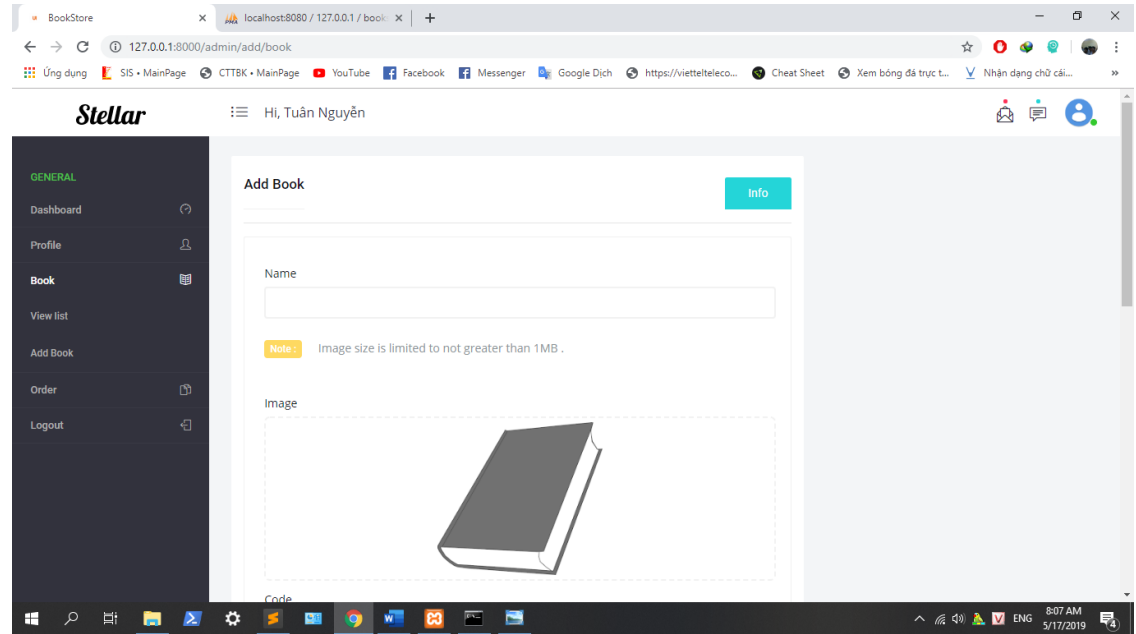 BookStore
localhost:8080 / 127.0.0.1 / book
127.0.0.1:8000/admin/add/book
Ứng dụng SIS • MainPage CTTBK • MainPage YouTube Facebook Messenger Google Dịch https://viettelteleco... Cheat Sheet Xem bóng đá trực t... Nhận dạng chữ cái...
Stellar
Hi, Tuân Nguyễn
GENERAL
Dashboard
Profile
Book
View list
Add Book
Order
Logout
Add Book
Info
Name
Note :
Image size is limited to not greater than 1MB .
Image
Code
ENG
8:07 AM
5/17/2019